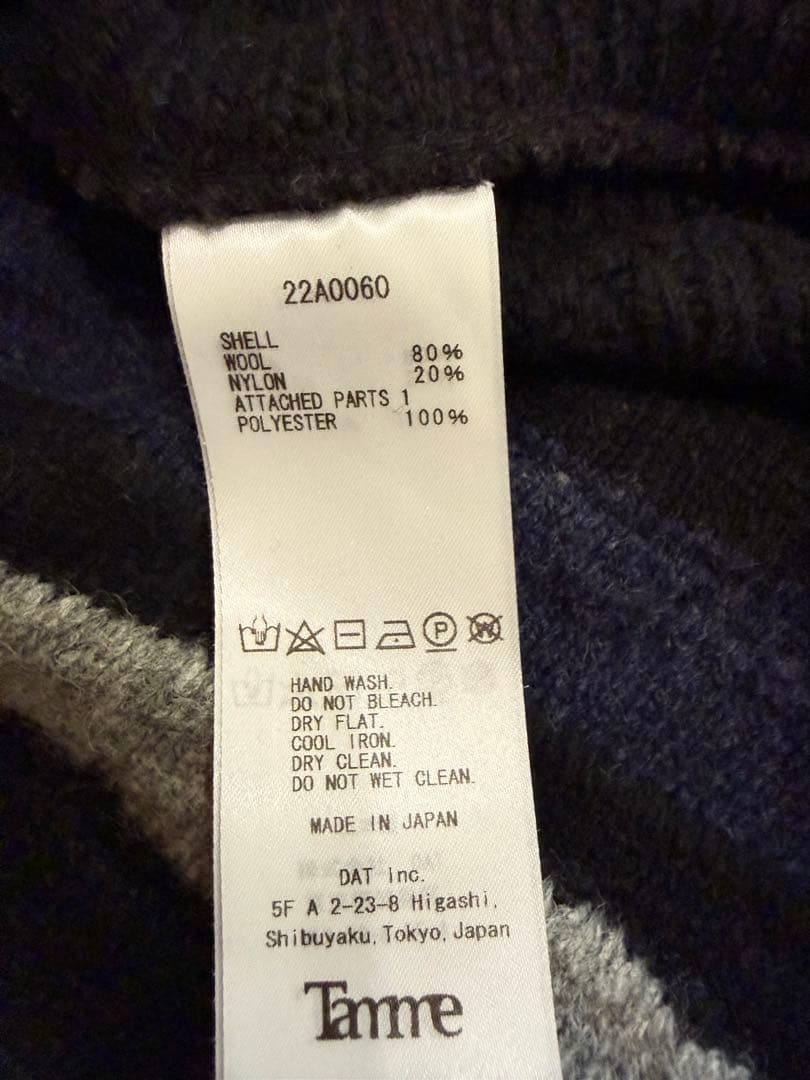 22A0060
SHELL
WOOL 80%
NYLON 20%
ATTACHED PARTS 1
POLYESTER 100%
P W
HAND WASH.
DO NOT BLEACH.
DRY FLAT.
COOL IRON.
DRY CLEAN.
DO NOT WET CLEAN.
MADE IN JAPAN
DAT Inc.
5F A 2-23-8 Higashi,
Shibuyaku, Tokyo, Japan
Tamme